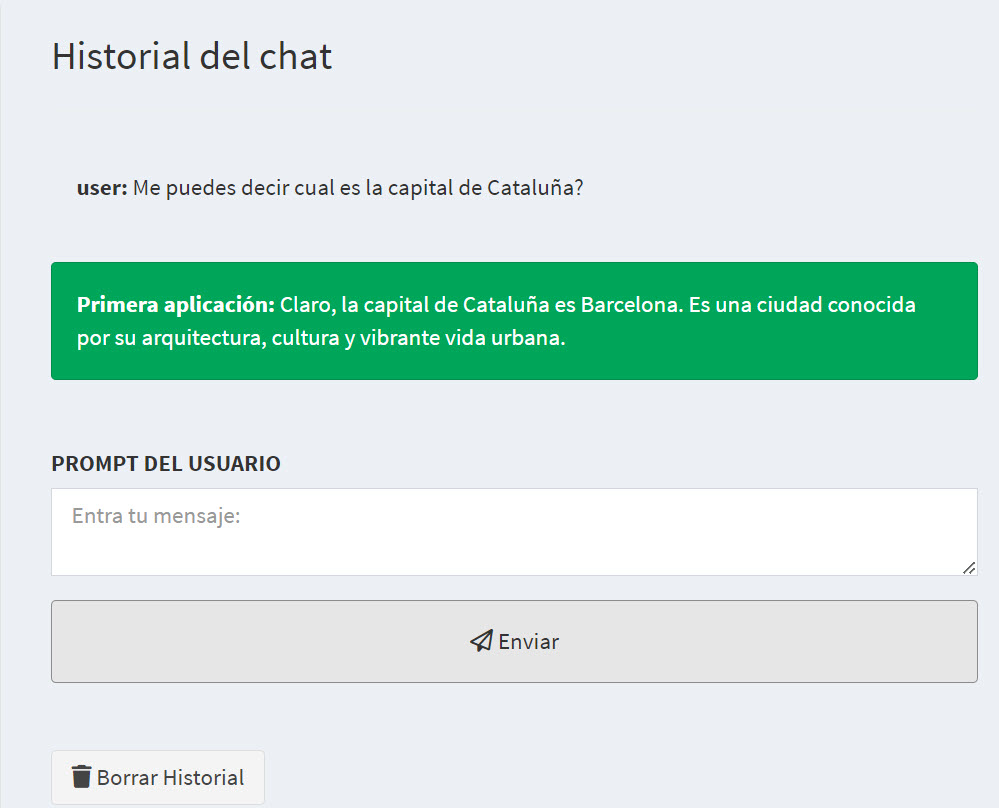 Historial del chat
user: Me puedes decir cual es la capital de Cataluña?
Primera aplicación: Claro, la capital de Cataluña es Barcelona. Es una ciudad conocida
por su arquitectura, cultura y vibrante vida urbana.
PROMPT DEL USUARIO
Entra tu mensaje:
Enviar
Borrar Historial